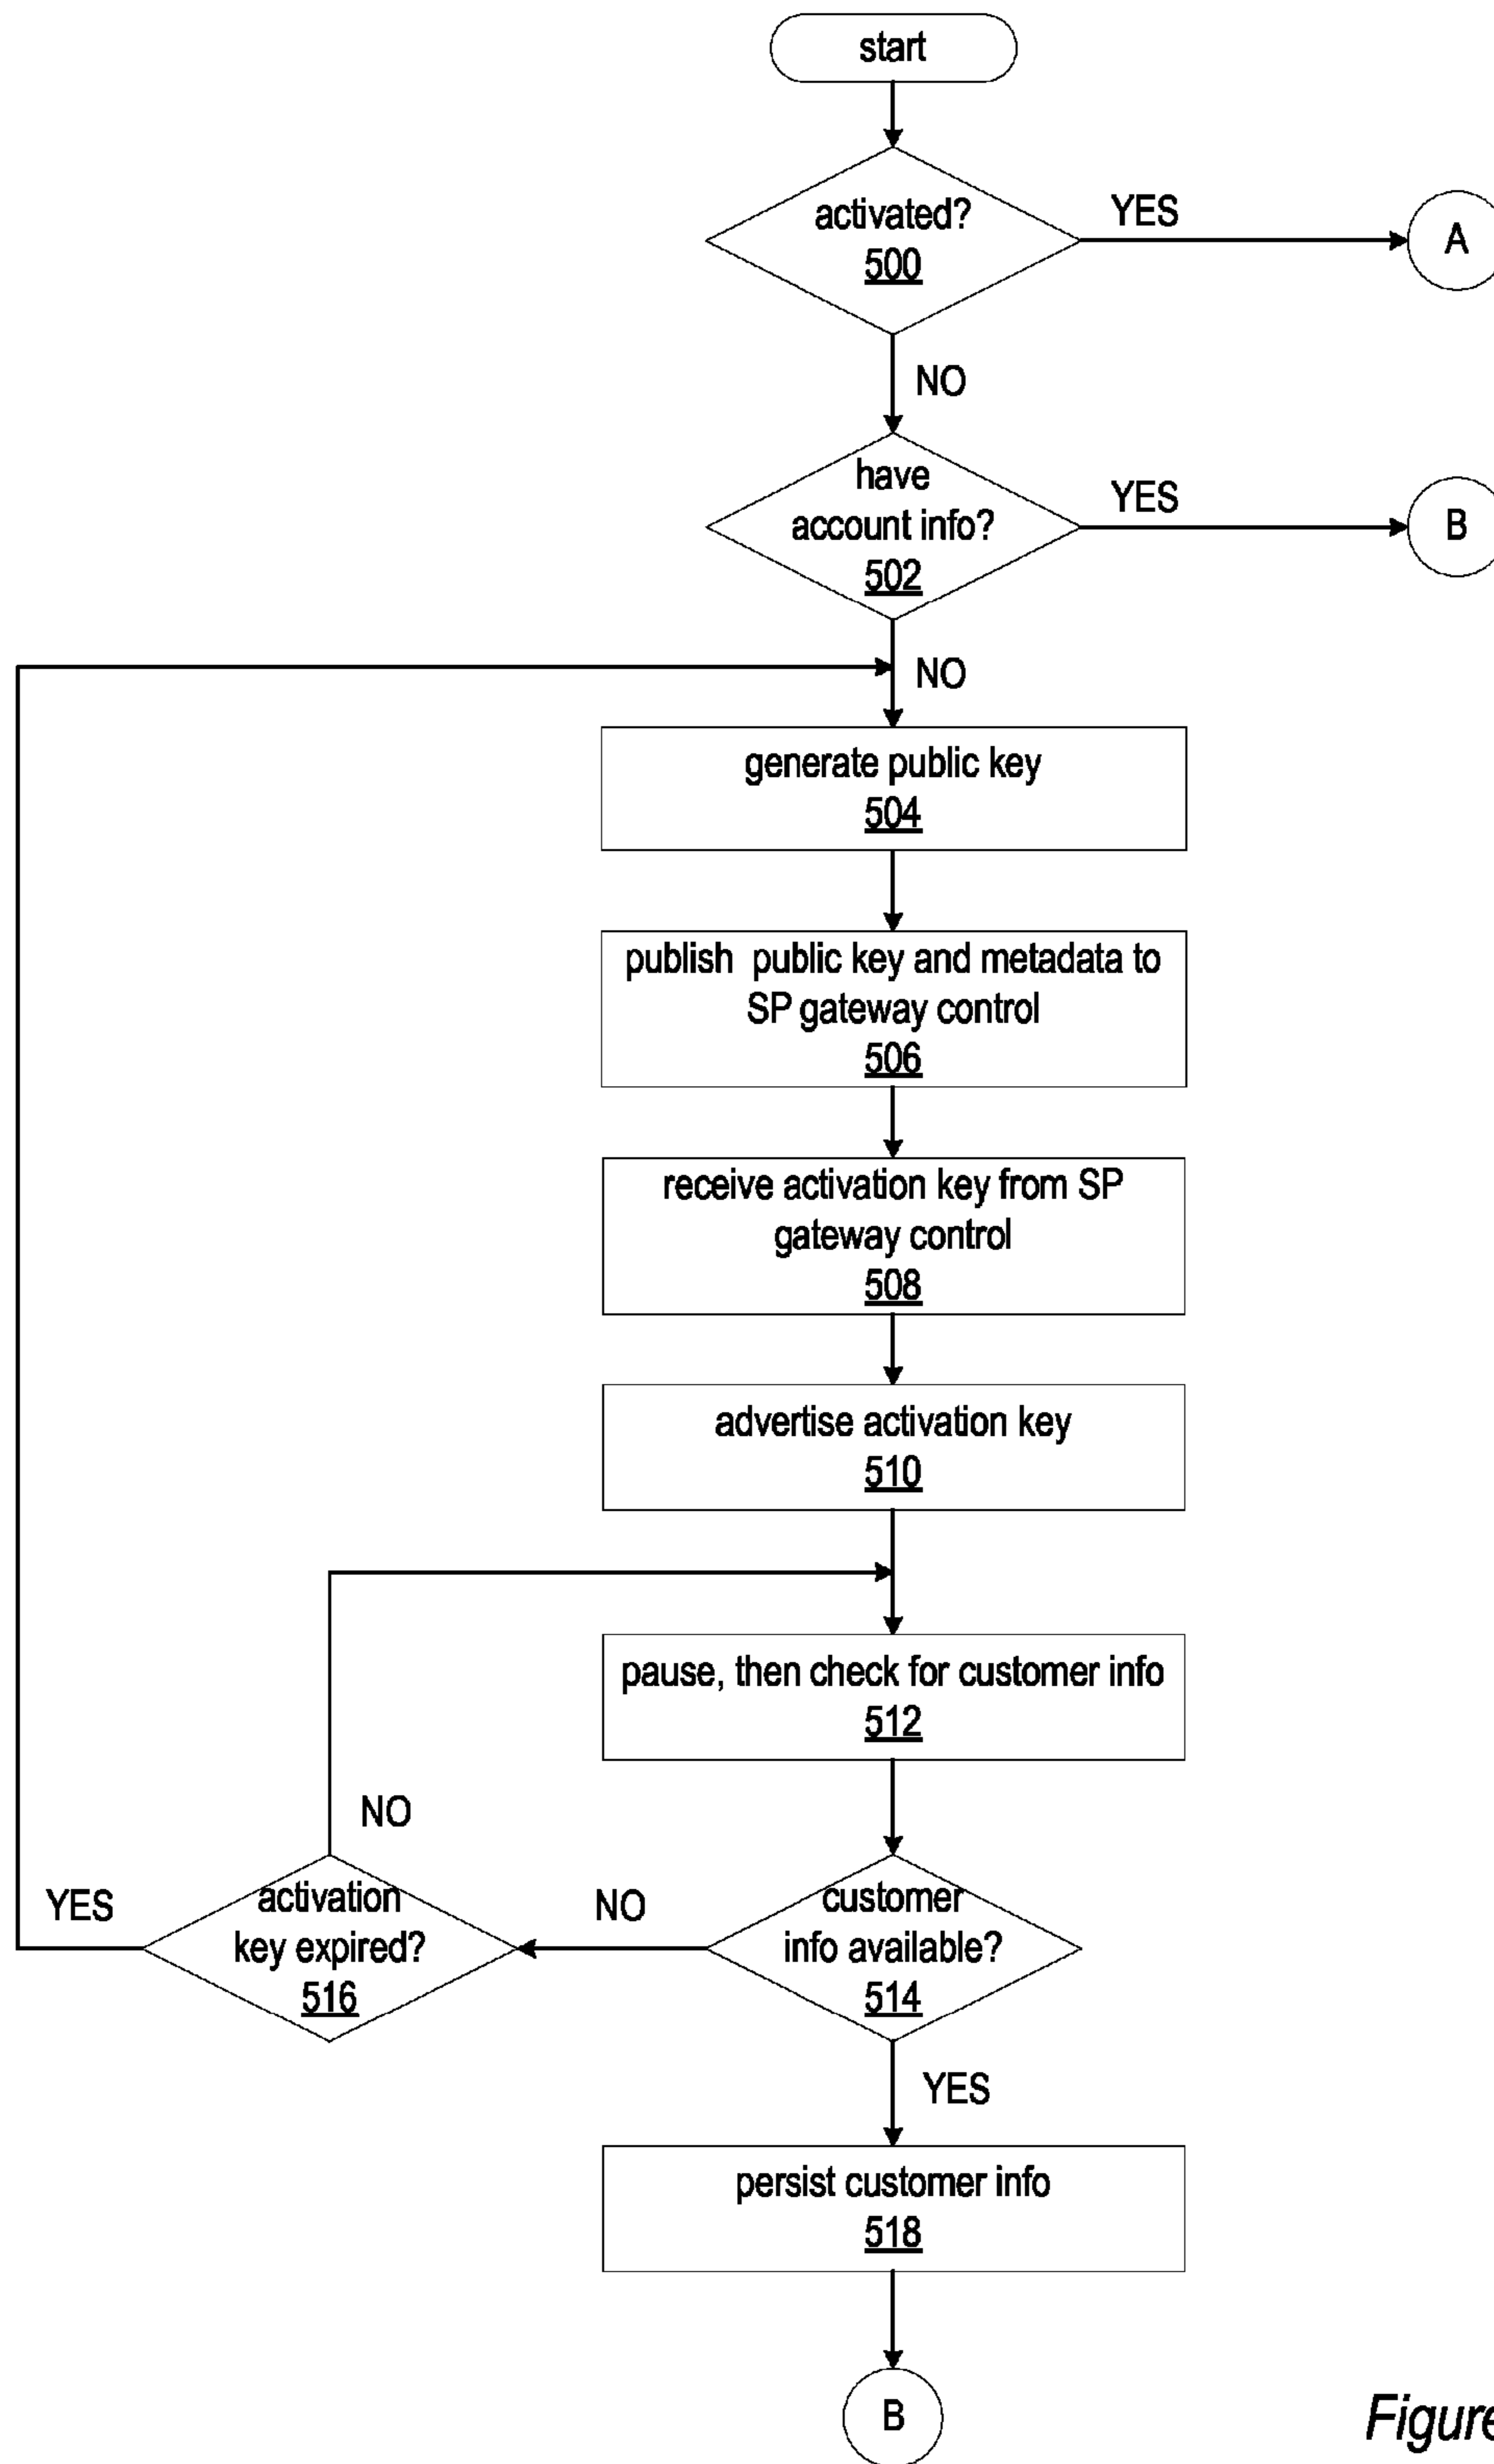 start
activated?
500
YES
A
NO
have
account info?
502
YES
B
NO
generate public key
504
publish public key and metadata to
SP gateway control
506
receive activation key from SP
gateway control
508
advertise activation key
510
pause, then check for customer info
512
NO
YES
activation
key expired?
516
NO
customer
info available?
514
YES
persist customer info
518
B
Figure